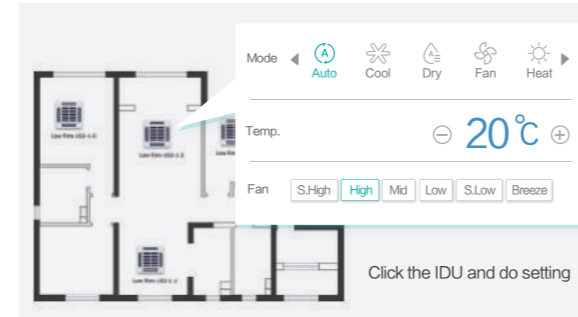 Mode
Auto
Cool
Dry
Fan
Heat
Temp.
20°C
Fan
S.High
High
Mid
Low
S.Low
Breeze
Click the IDU and do setting